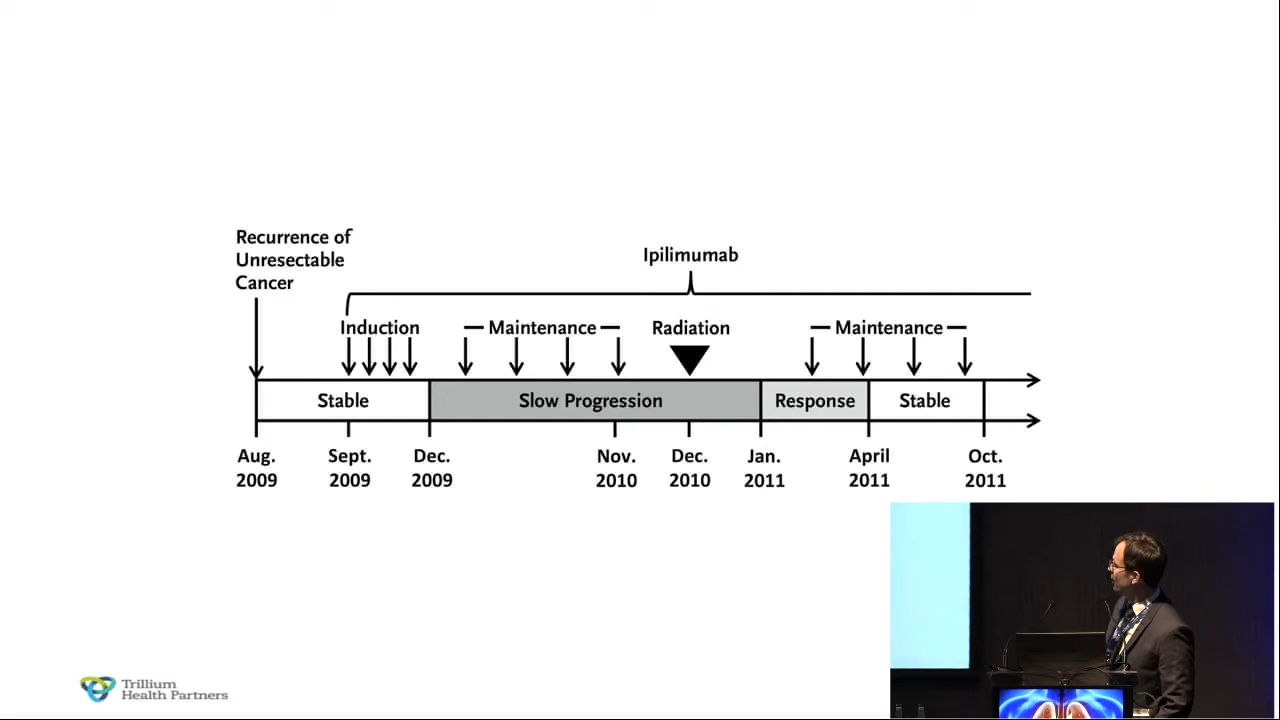 Recurrence of
Unresectable
Cancer
Ipilimumab
Induction
Maintenance
Radiation
Maintenance
Stable
Slow Progression
Response
Stable
Aug.
2009
Sept.
2009
Dec.
2009
Nov.
2010
Dec.
2010
Jan.
2011
April
2011
Oct.
2011
Trillium
Health Partners